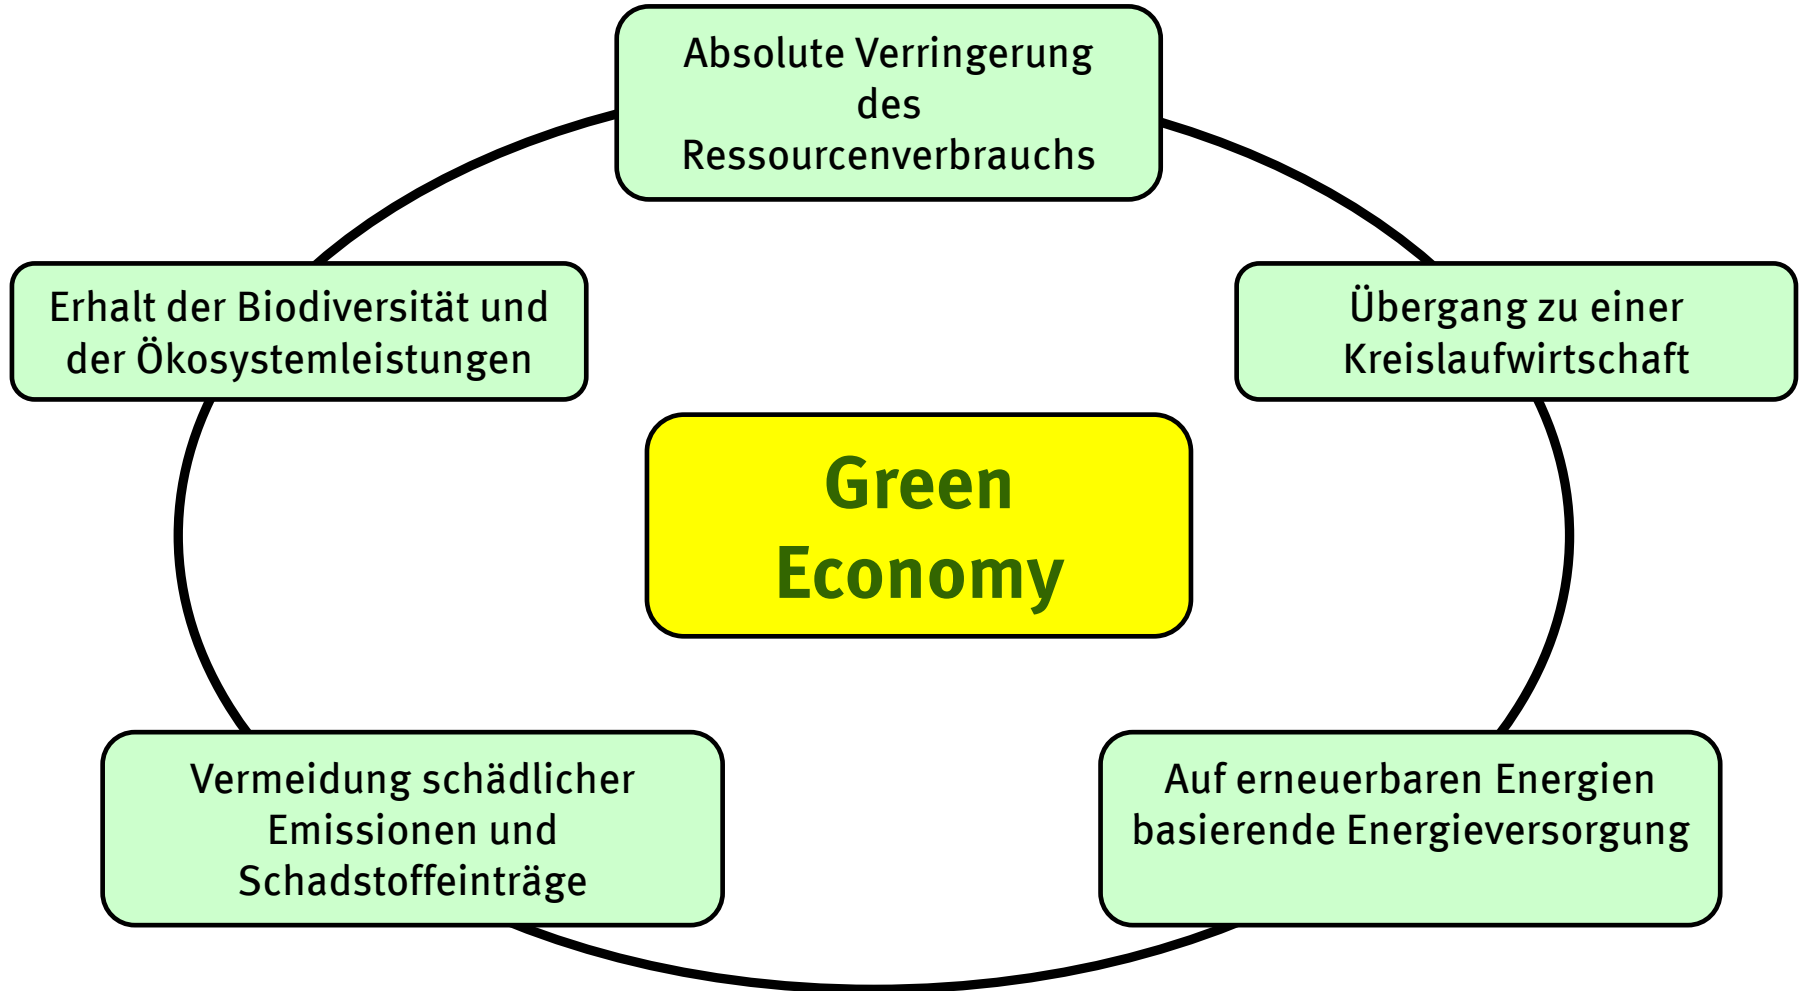 Absolute Verringerung
des
Ressourcenverbrauchs
Erhalt der Biodiversität und
der Ökosystemleistungen
Übergang zu einer
Kreislaufwirtschaft
Green
Economy
Vermeidung schädlicher
Emissionen und
Schadstoffeinträge
Auf erneuerbaren Energien
basierende Energieversorgung